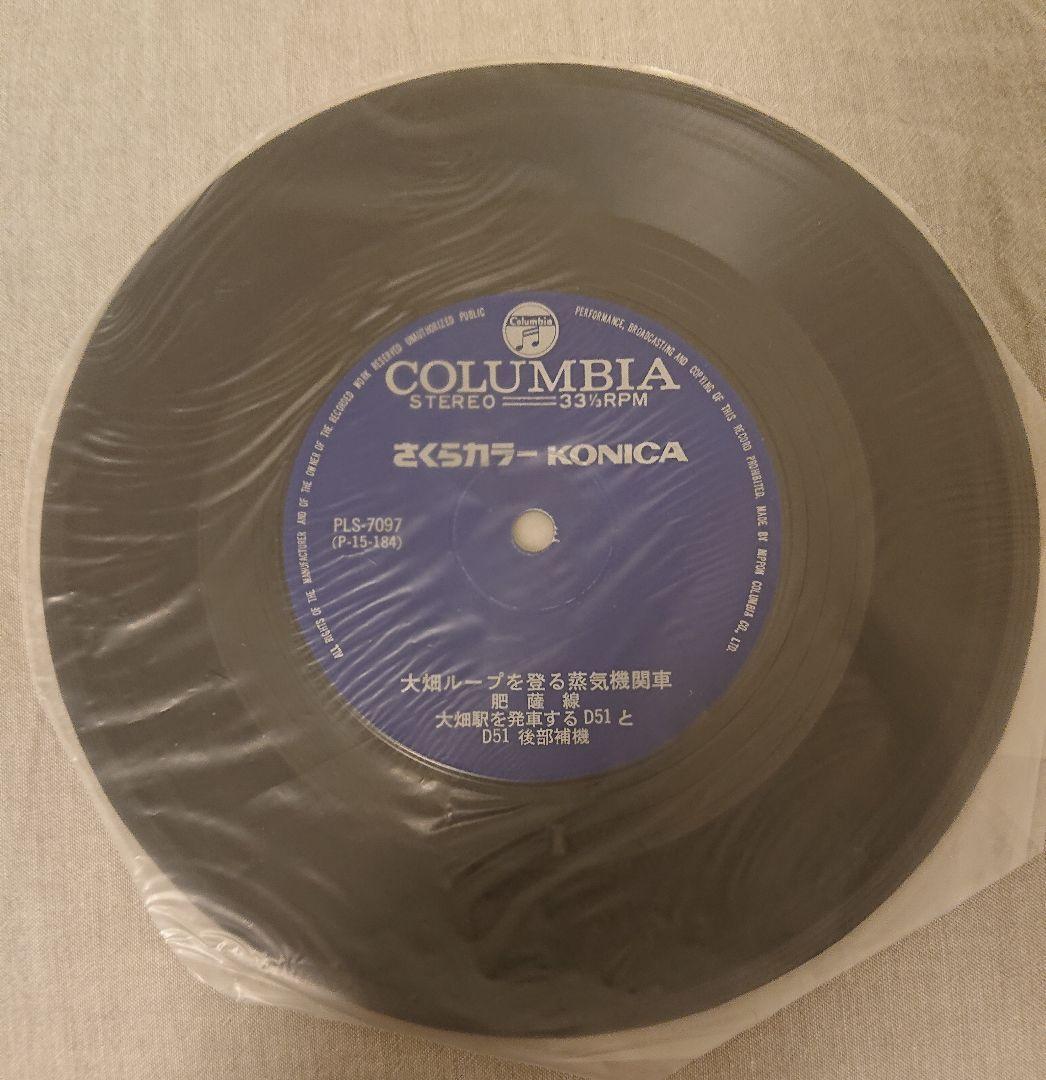 Columbia
COLUMBIA
STEREO 33⅓RPM
さくらカラー KONICA
PLS-7097
(P-15-184)
大畑ループを登る蒸気機関車
肥薩線
大畑駅を発車する D51 と
D51 後部補機
ALL RIGHTS OF THE MANUFACTURER AND OF THE OWNER OF THE RECORDED WORK RESERVED UNAUTHORIZED PUBLIC PERFORMANCE, BROADCASTING AND COPYING OF THIS RECORD PROHIBITED. MADE BY NIPPON COLUMBIA CO., LTD.